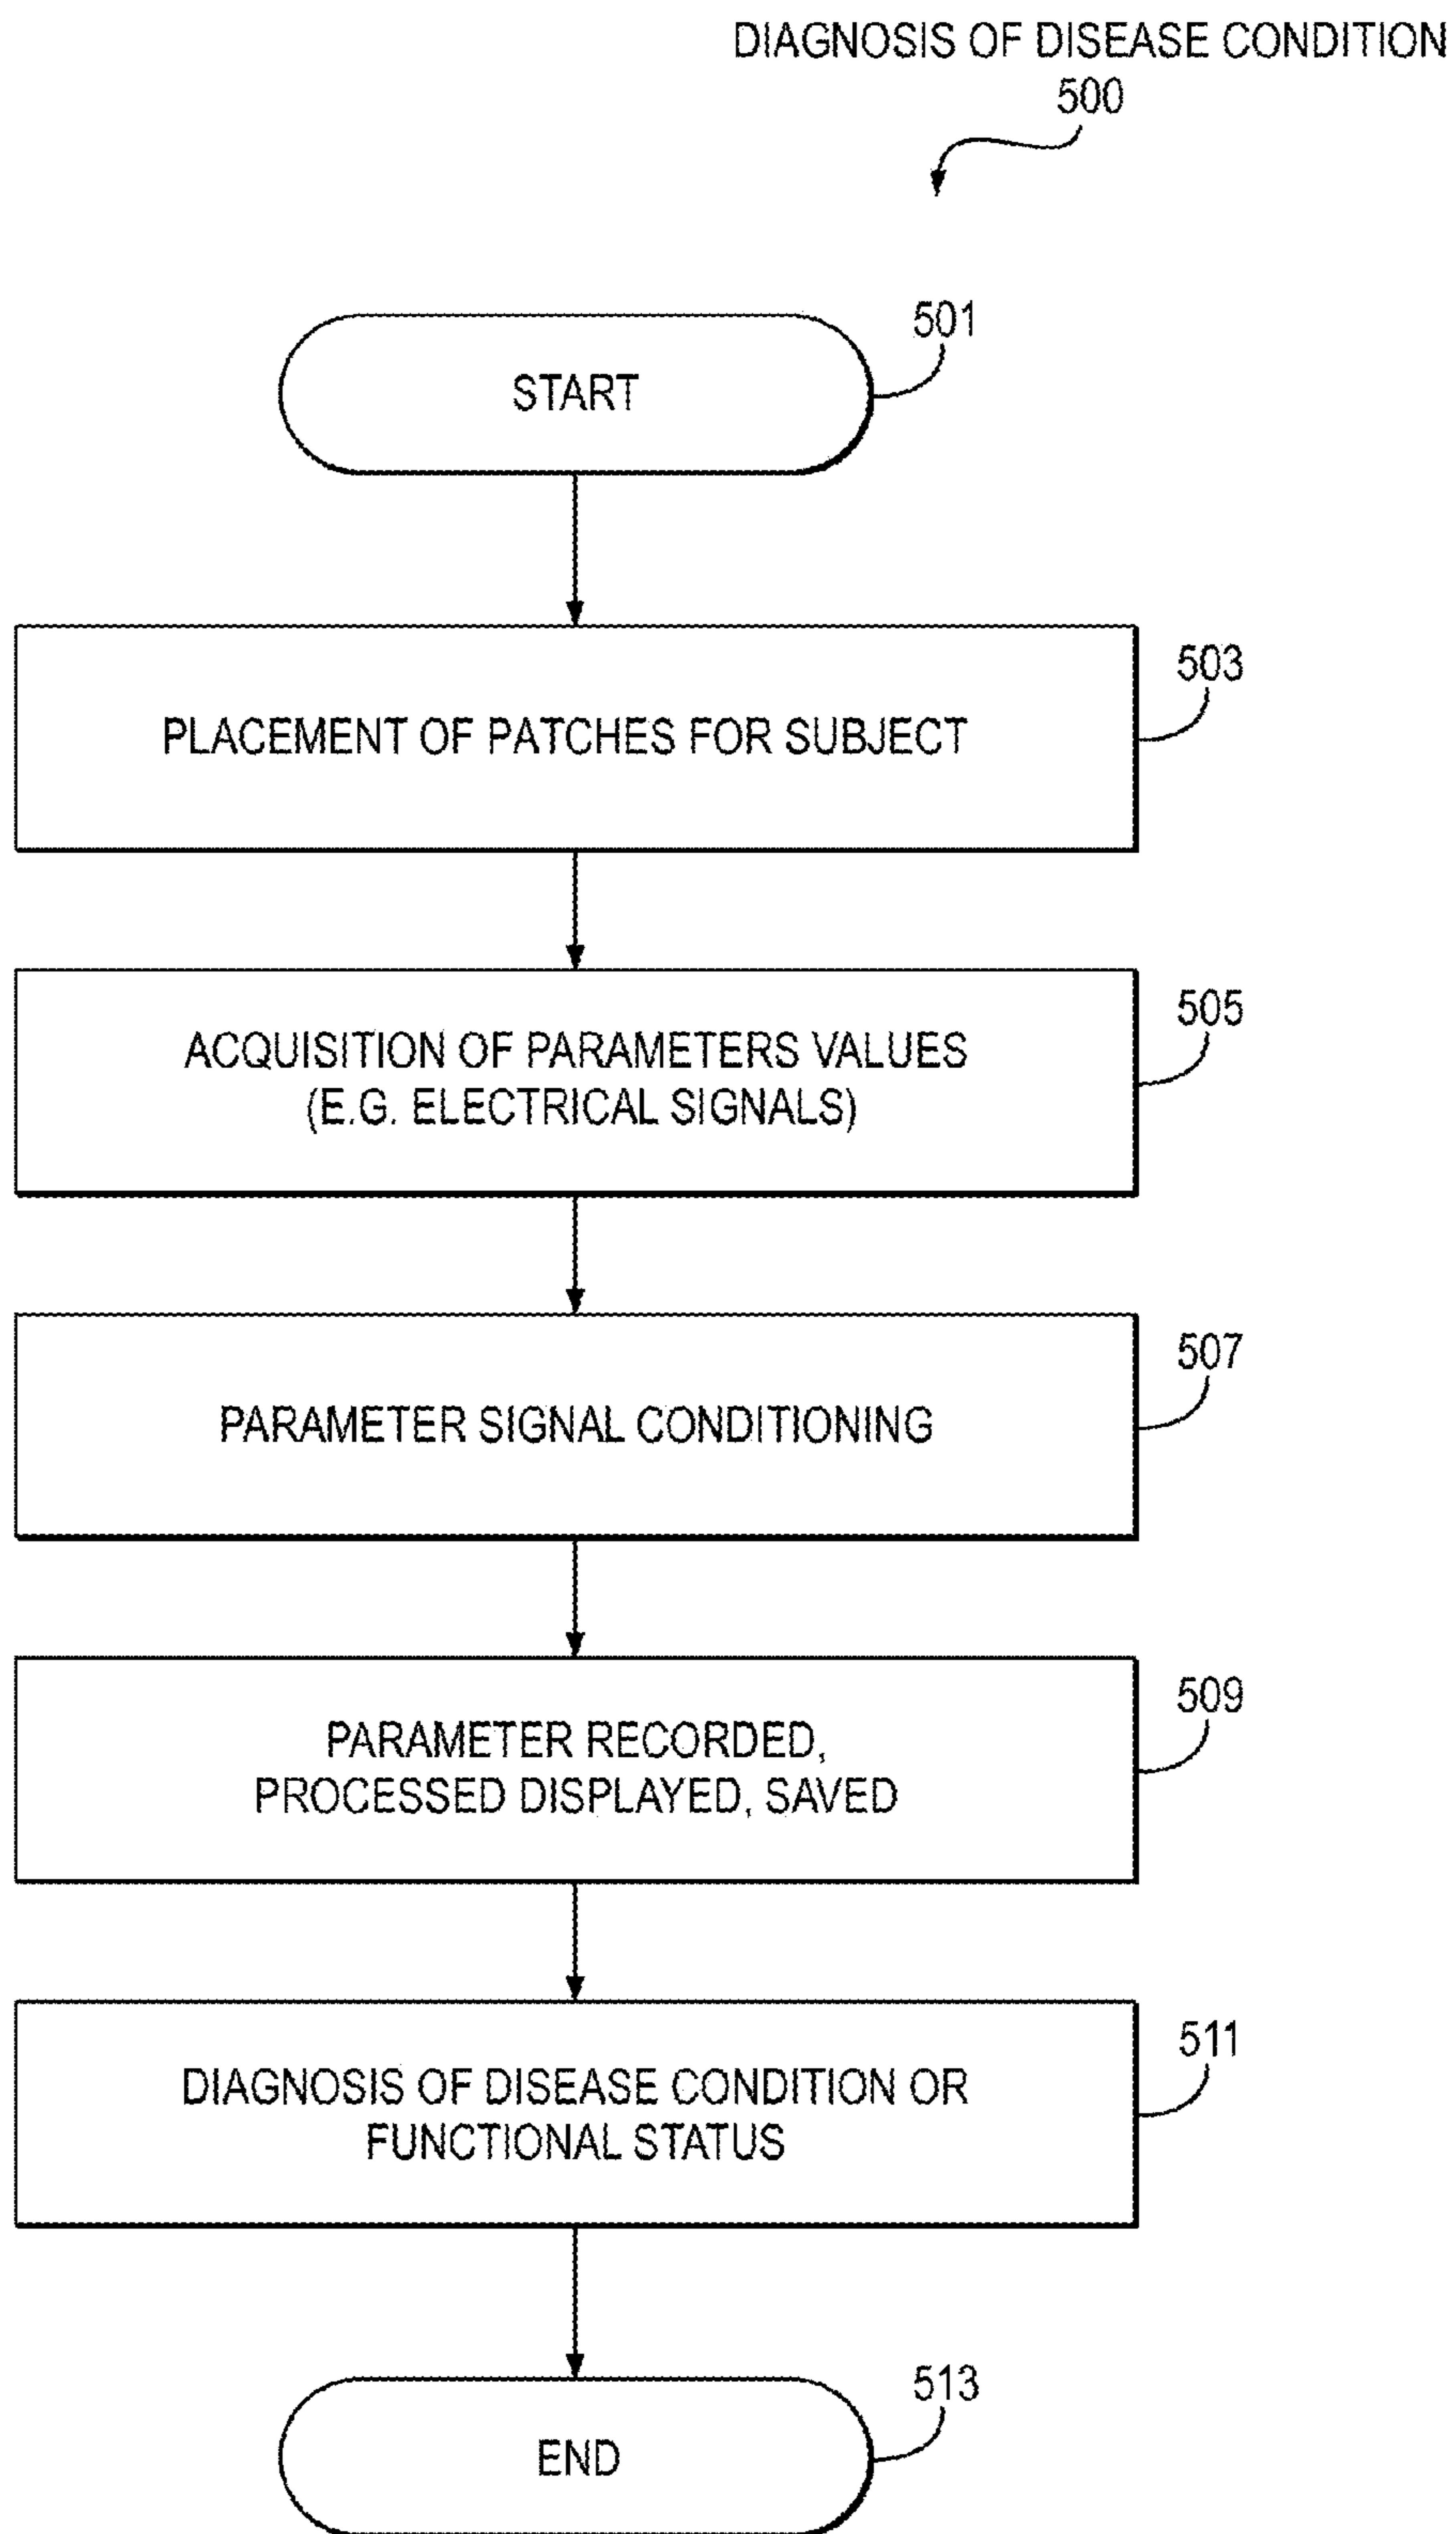 DIAGNOSIS OF DISEASE CONDITION
500
501
START
503
PLACEMENT OF PATCHES FOR SUBJECT
505
ACQUISITION OF PARAMETERS VALUES
(E.G. ELECTRICAL SIGNALS)
507
PARAMETER SIGNAL CONDITIONING
509
PARAMETER RECORDED,
PROCESSED DISPLAYED, SAVED
511
DIAGNOSIS OF DISEASE CONDITION OR
FUNCTIONAL STATUS
513
END